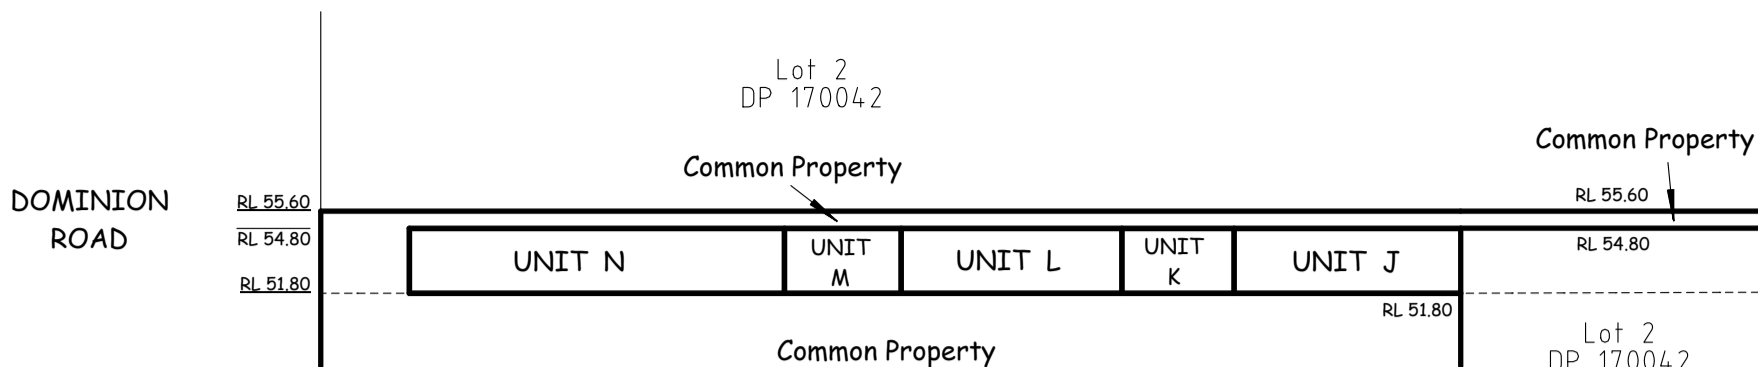 Lot 2
DP 170042
Common Property
Common Property
DOMINION
ROAD
RL 55.60
RL 55.60
RL 54.80
RL 54.80
UNIT N
UNIT
M
UNIT L
UNIT
K
UNIT J
RL 51.80
RL 51.80
Common Property
Lot 2
DP 170042